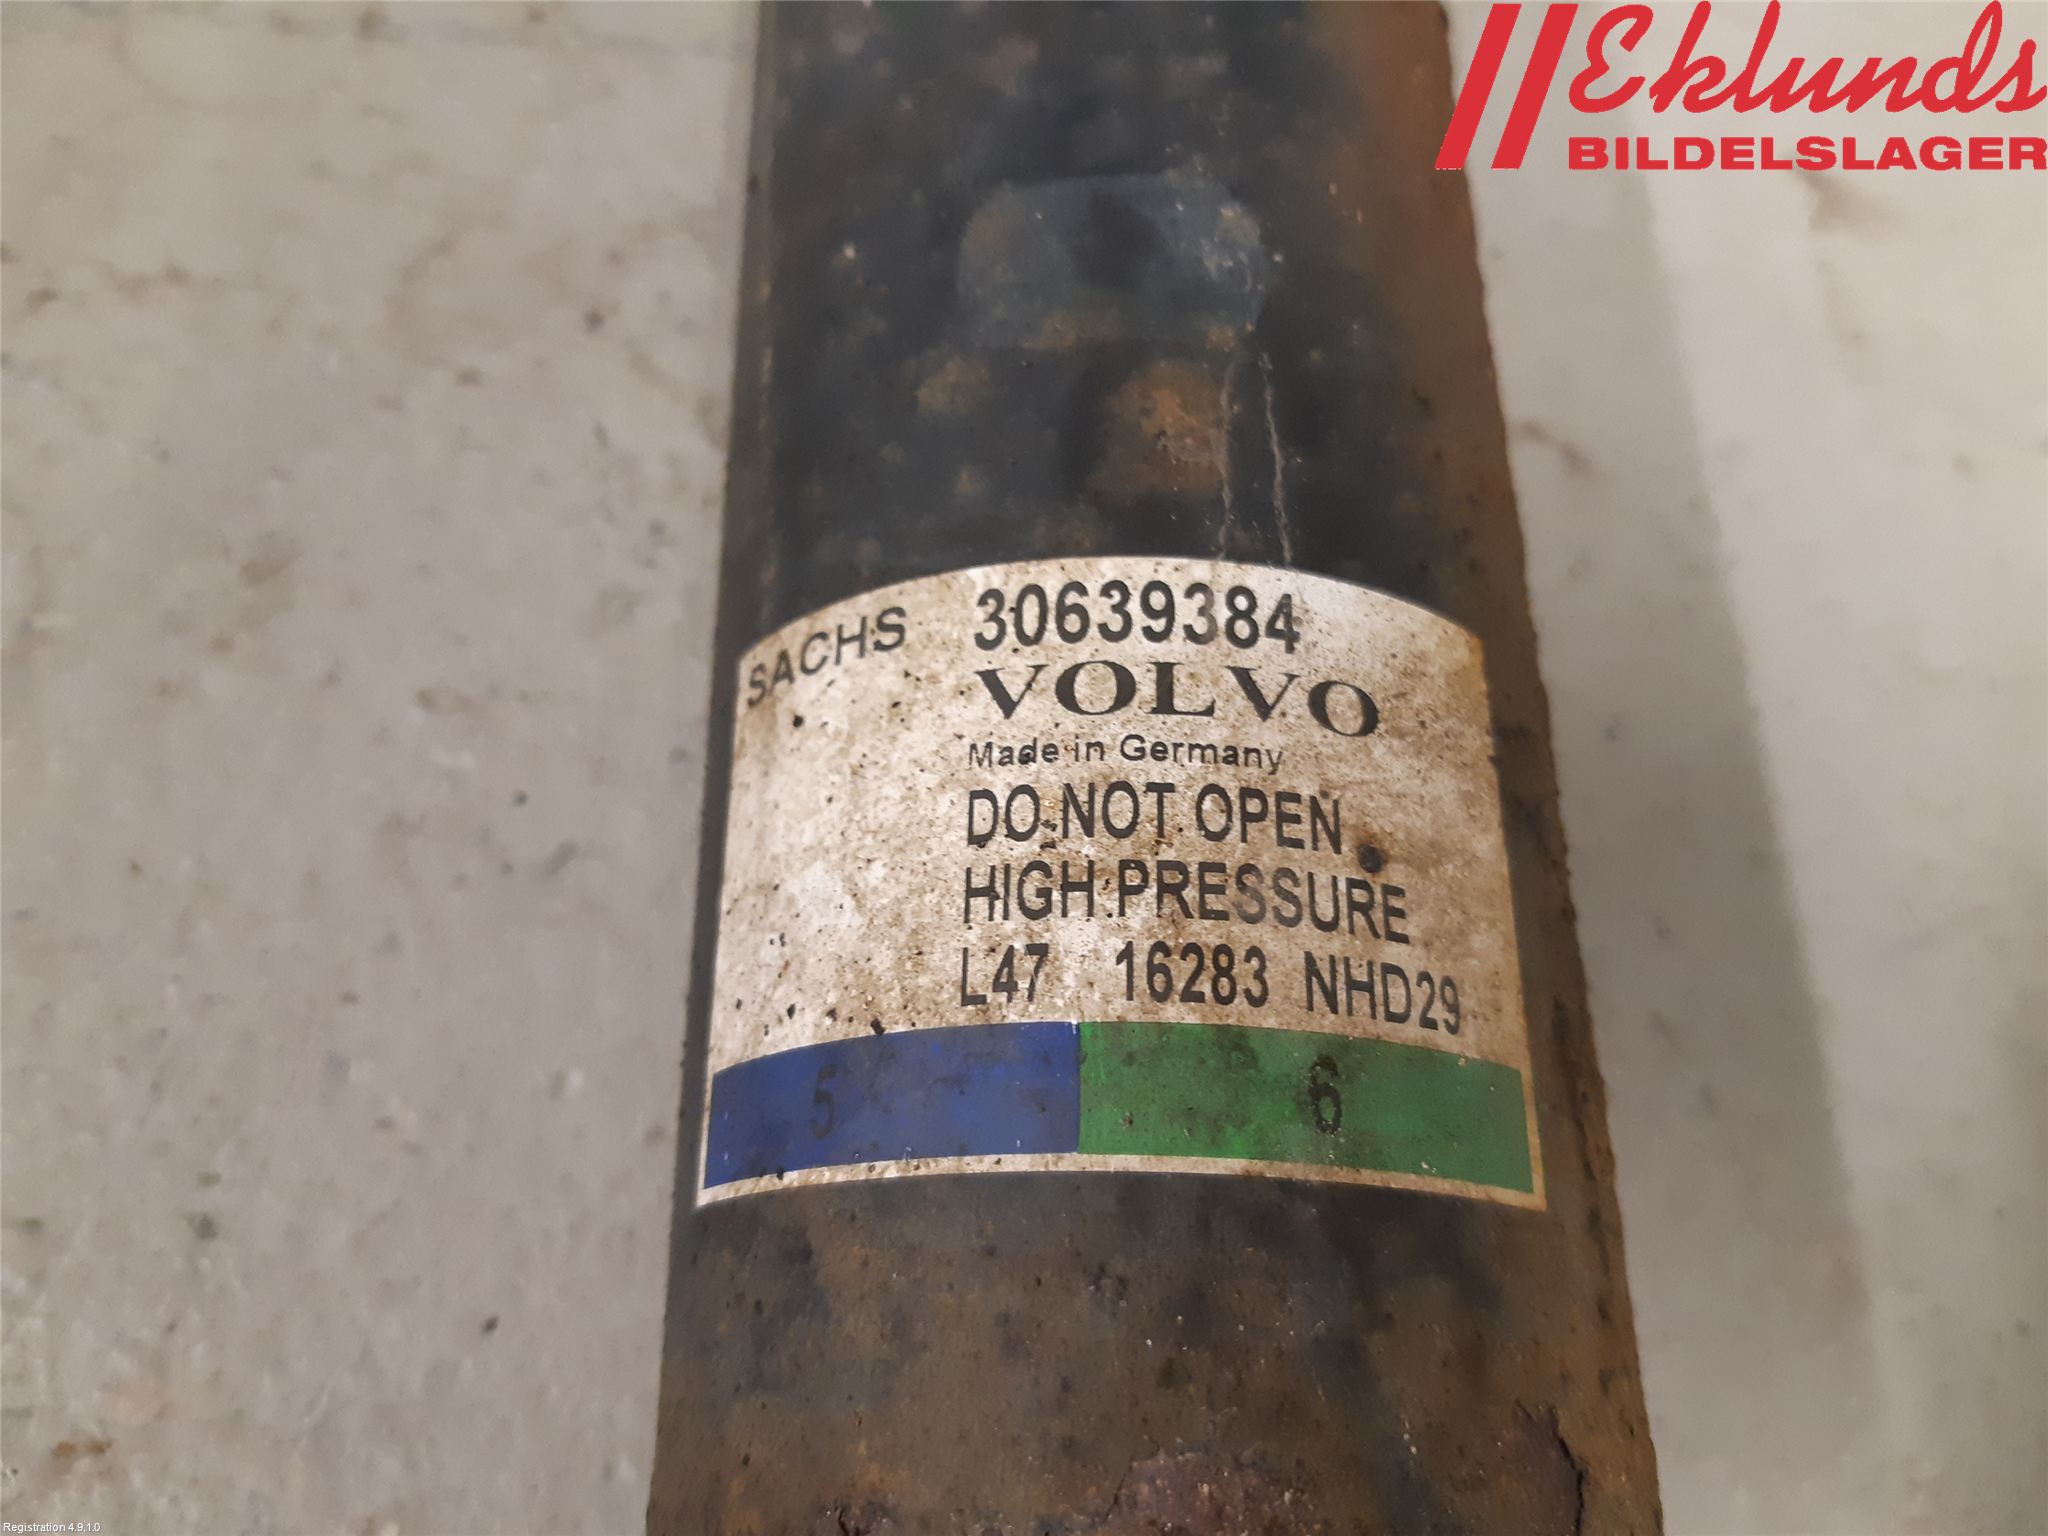 Eklunds
BILDELSLAGER
SACHS 30639384
VOLVO
Made in Germany
DO NOT OPEN
HIGH PRESSURE
L47 16283 NHD29
5 6
Registration 4.9.1.0